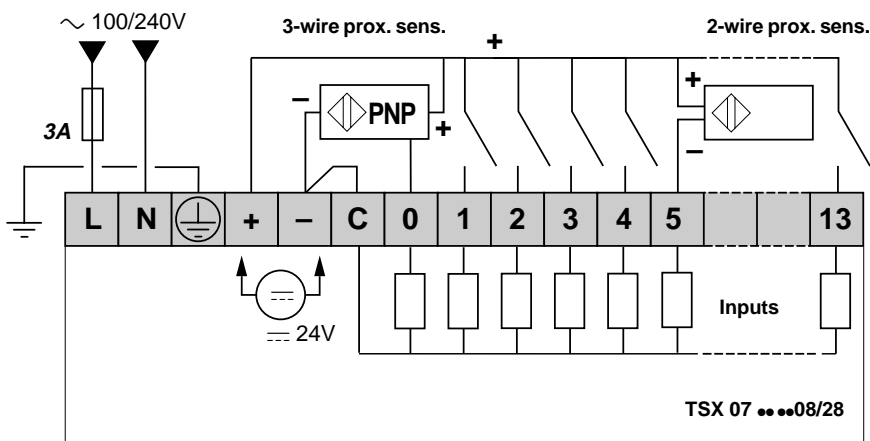 ∼ 100/240V
3-wire prox. sens.
+
2-wire prox. sens.
3A
−
PNP
+
+
−
L N + − C 0 1 2 3 4 5 13
24V
Inputs
TSX 07 •• ••08/28